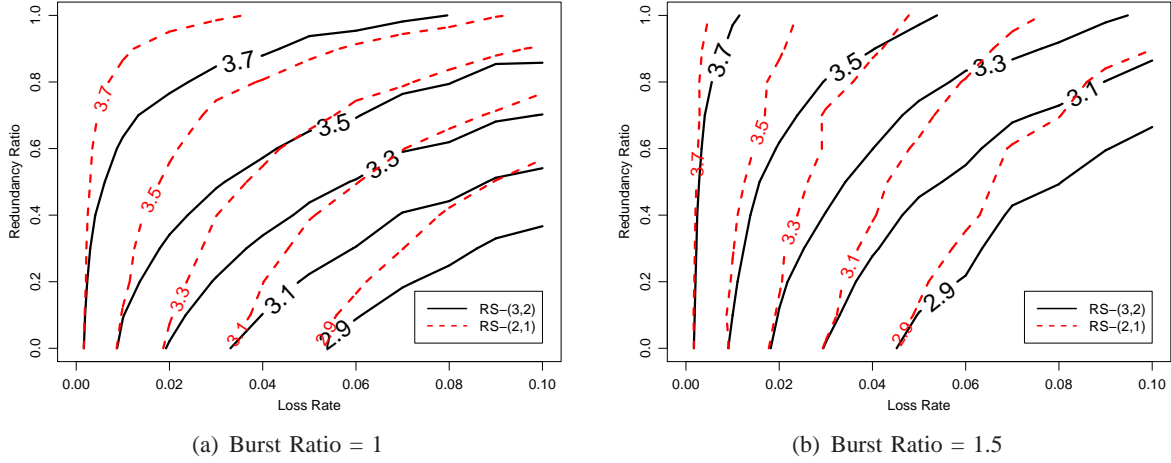 3.7
3.7
3.5
3.5
3.3
3.3
3.1
3.1
2.9
2.9
Redundancy Ratio
1.0
0.8
0.6
0.4
0.2
0.0
RS−(3,2)
RS−(2,1)
0.00 0.02 0.04 0.06 0.08 0.10
Loss Rate
(a) Burst Ratio = 1
3.7
3.7
3.5
3.5
3.3
3.3
3.1
3.1
2.9
2.9
Redundancy Ratio
1.0
0.8
0.6
0.4
0.2
0.0
RS−(3,2)
RS−(2,1)
0.00 0.02 0.04 0.06 0.08 0.10
Loss Rate
(b) Burst Ratio = 1.5